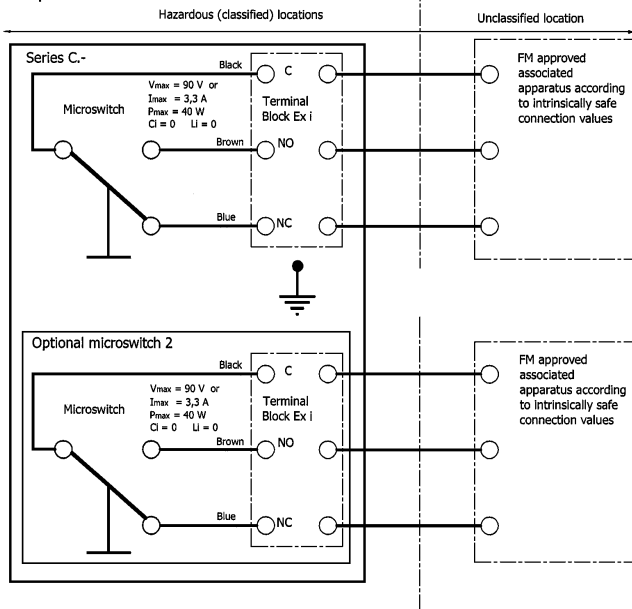 Hazardous (classified) locations
Unclassified location
Series C.-
Black
C
Vmax = 90 V or
Imax = 3,3 A
Pmax = 40 W
Ci = 0 Li = 0
Microswitch
Terminal
Block Ex i
Brown
NO
Blue
NC
FM approved
associated
apparatus according
to intrinsically safe
connection values
Optional microswitch 2
Black
C
Vmax = 90 V or
Imax = 3,3 A
Pmax = 40 W
Ci = 0 Li = 0
Microswitch
Terminal
Block Ex i
Brown
NO
Blue
NC
FM approved
associated
apparatus according
to intrinsically safe
connection values